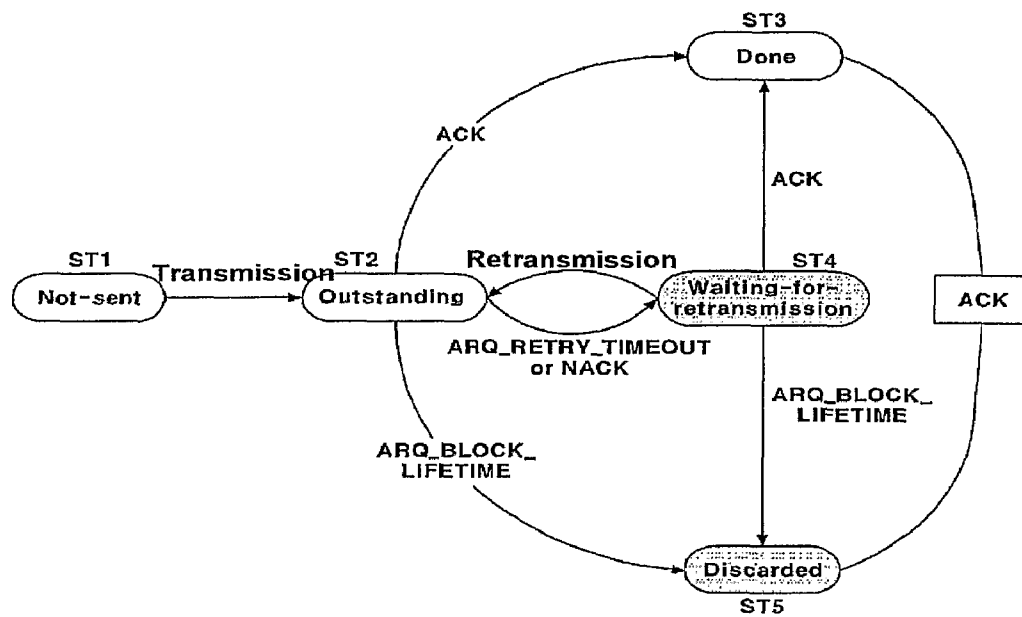 ST3
Done
ACK
ACK
ST1
Transmission
ST2
Retransmission
ST4
Not-sent
Outstanding
Waiting-for-
retransmission
ACK
ARQ_RETRY_TIMEOUT
or NACK
ARQ_BLOCK_
LIFETIME
ARQ_BLOCK_
LIFETIME
Discarded
ST5